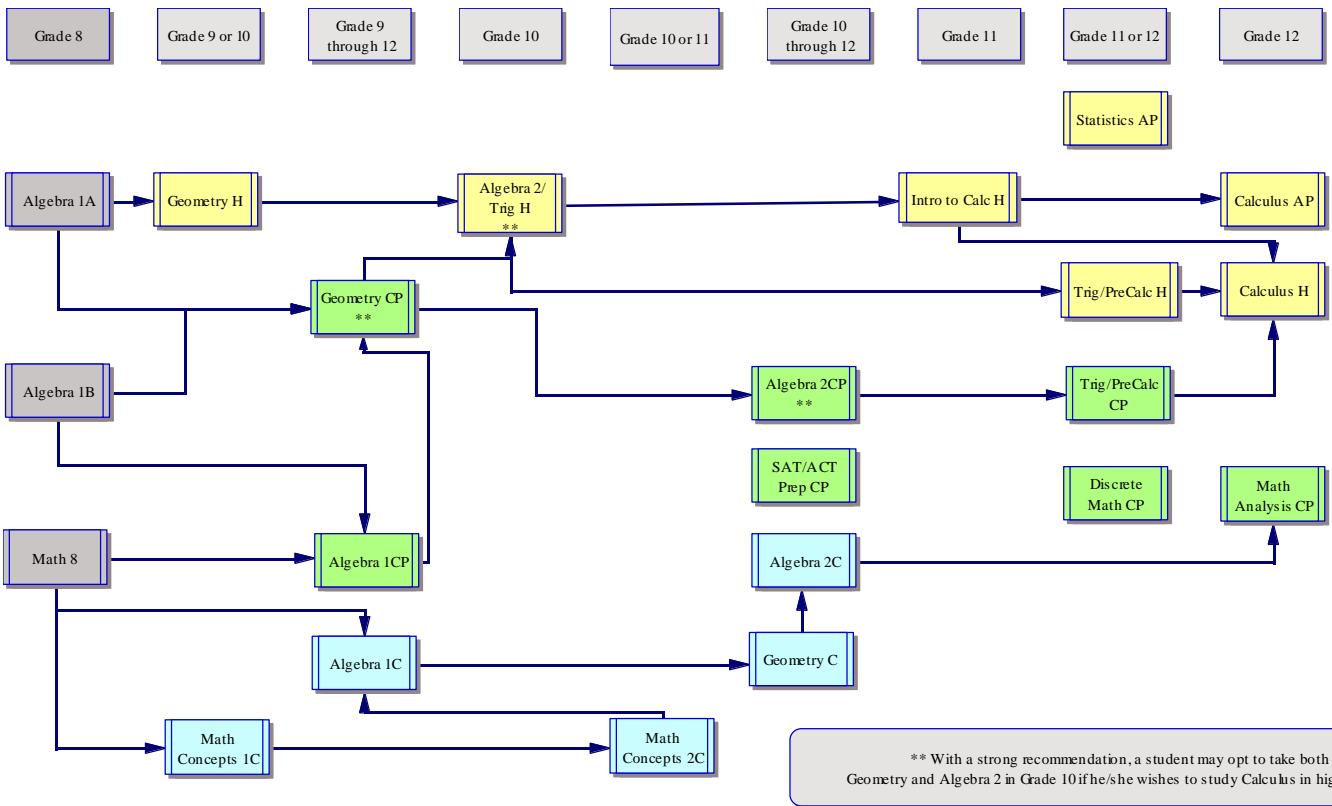 Grade 8
Grade 9 or 10
Grade 9
through 12
Grade 10
Grade 10 or 11
Grade 10
through 12
Grade 11
Grade 11 or 12
Grade 12
Statistics AP
Algebra 1A
Geometry H
Algebra 2/
Trig H
**
Intro to Calc H
Calculus AP
Geometry CP
**
Trig/PreCalc H
Calculus H
Algebra 1B
Algebra 2CP
**
Trig/PreCalc
CP
SAT/ACT
Prep CP
Discrete
Math CP
Math
Analysis CP
Math 8
Algebra 1CP
Algebra 2C
Algebra 1C
Geometry C
Math
Concepts 1C
Math
Concepts 2C
** With a strong recommendation, a student may opt to take both
Geometry and Algebra 2 in Grade 10 if he/she wishes to study Calculus in